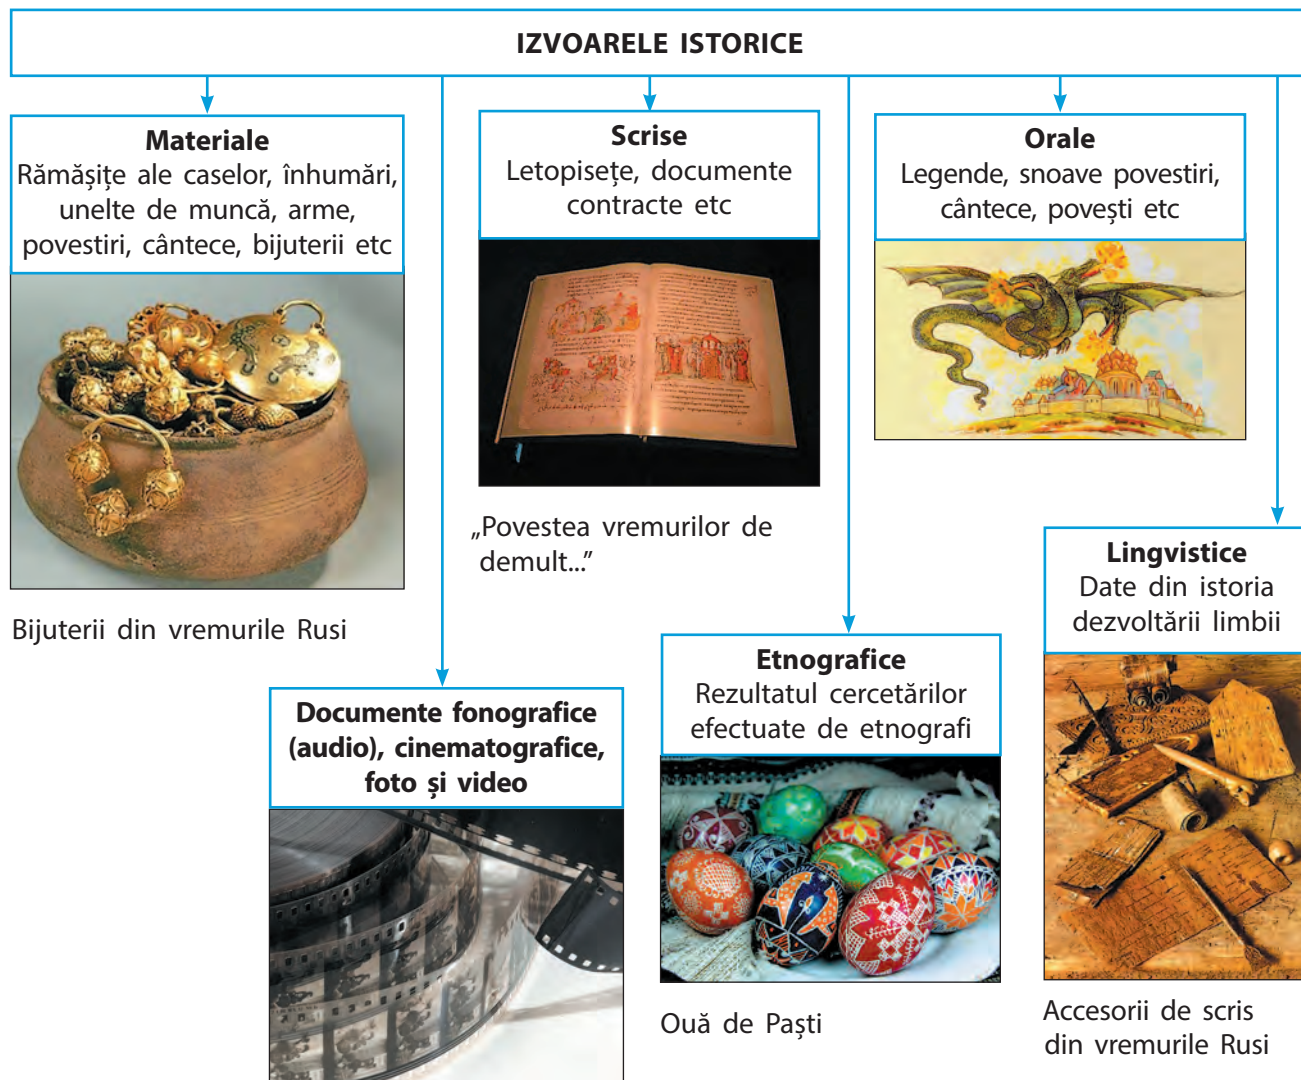 IZVOARELE ISTORICE
Materiale
Rămășițe ale caselor, înhumări,
unelte de muncă, arme,
povestiri, cântece, bijuterii etc
Bijuterii din vremurile Rusi
Scrise
Letopisețe, documente
contracte etc
„Povestea vremurilor de
demult...”
Orale
Legende, snoave povestiri,
cântece, povești etc
Documente fonografice
(audio), cinematografice,
foto și video
Etnografice
Rezultatul cercetărilor
efectuate de etnografi
Ouă de Paști
Lingvistice
Date din istoria
dezvoltării limbii
Accesorii de scris
din vremurile Rusi